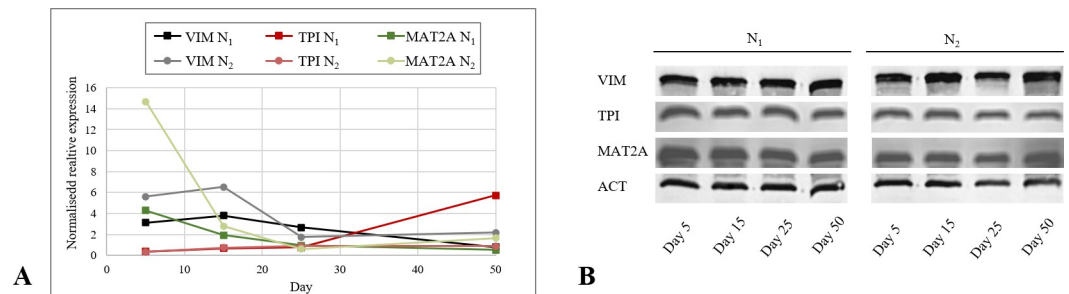 VIM N1 TPI N1 MAT2A N1
VIM N2 TPI N2 MAT2A N2
Normalisedd realtive expression
16
14
12
10
8
6
4
2
0
0 10 20 30 40 50
Day
A
N1 N2
VIM
TPI
MAT2A
ACT
Day 5 Day 15 Day 25 Day 50 Day 5 Day 15 Day 25 Day 50
B